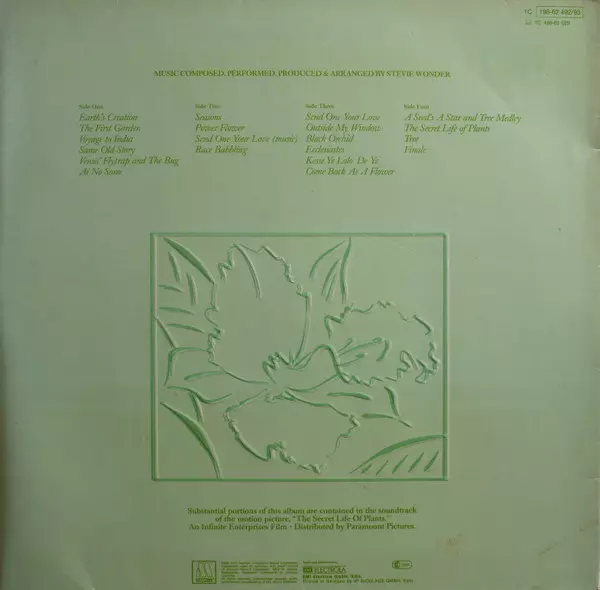 1C 198-62 492/93
MUSIC COMPOSED, PERFORMED, PRODUCED & ARRANGED BY STEVIE WONDER
Side One
Earth's Creation
The First Garden
Voyage to India
Same Old Story
Venus' Flytrap and The Bug
Ai No Sono
Side Two
Seasons
Power Flower
Send One Your Love (music)
Race Babbling
Side Three
Send One Your Love
Outside My Window
Black Orchid
Ecclesiastes
Kesse Ye Lolo De Ye
Come Back As A Flower
Side Four
A Seed's A Star and Tree Medley
The Secret Life of Plants
Tree
Finale
Substantial portions of this album are contained in the soundtrack
of the motion picture, "The Secret Life Of Plants."
An Infinite Enterprises Film • Distributed by Paramount Pictures.
ELECTROLA